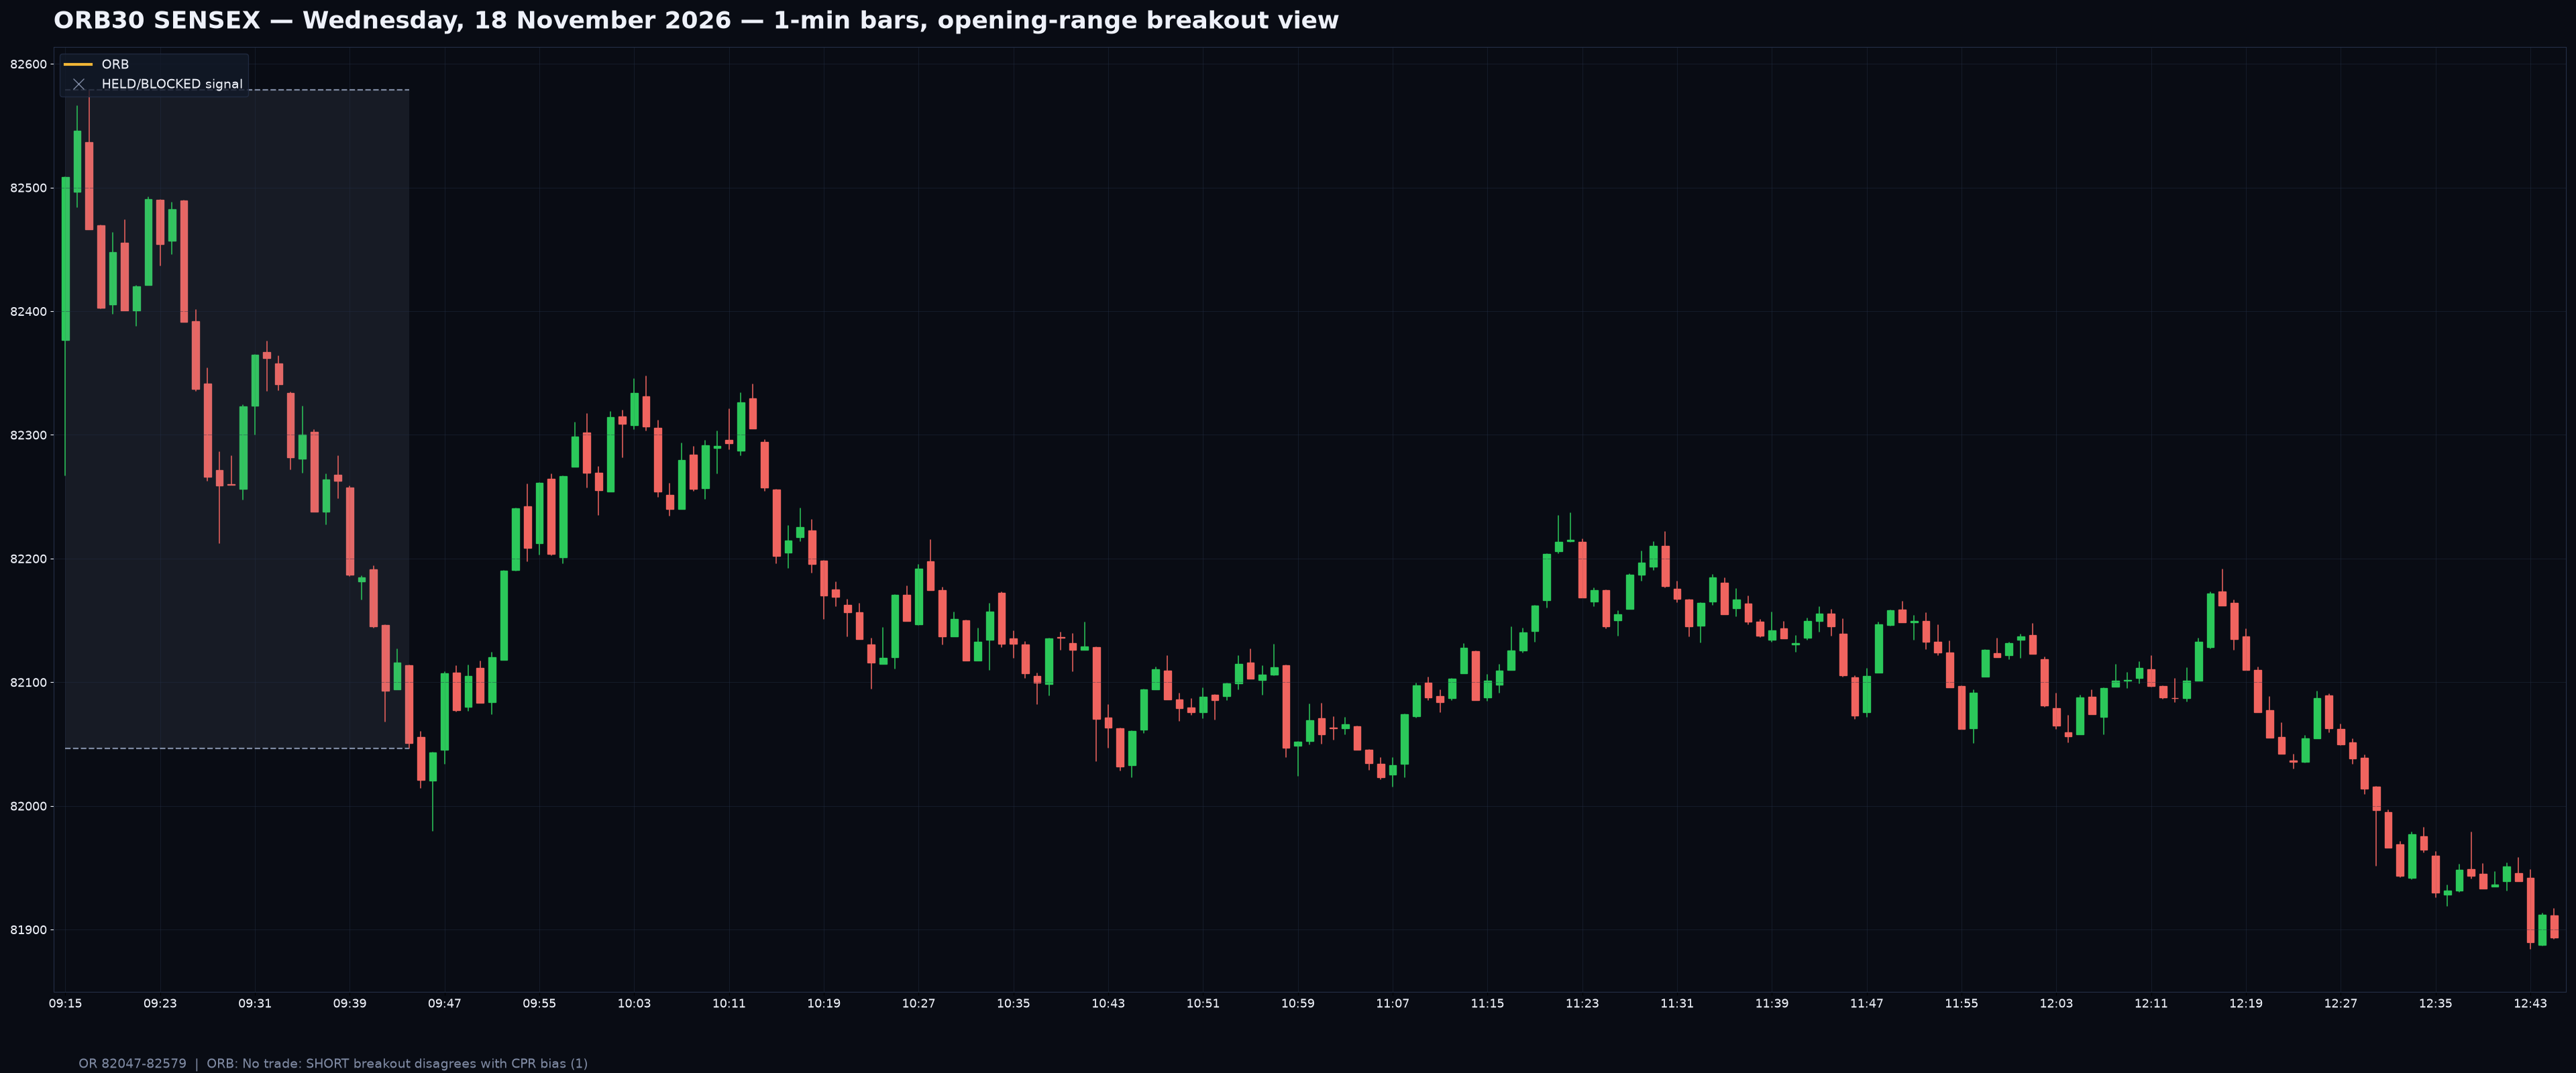 ORB30 SENSEX — Wednesday, 18 November 2026 — 1-min bars, opening-range breakout view
ORB
HELD/BLOCKED signal
82600
82500
82400
82300
82200
82100
82000
81900
09:15 09:23 09:31 09:39 09:47 09:55 10:03 10:11 10:19 10:27 10:35 10:43 10:51 10:59 11:07 11:15 11:23 11:31 11:39 11:47 11:55 12:03 12:11 12:19 12:27 12:35 12:43
OR 82047-82579 | ORB: No trade: SHORT breakout disagrees with CPR bias (1)